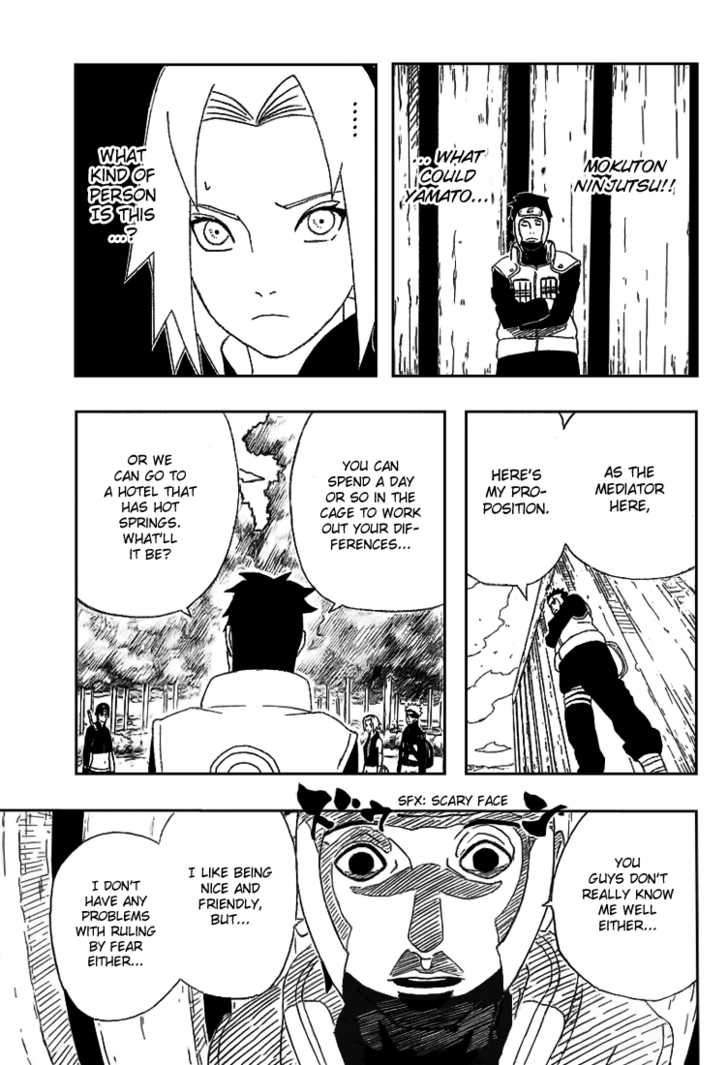 MOKUTON
NINJUTSU!!
... WHAT
COULD
YAMATO...
......
WHAT
KIND OF
PERSON
IS THIS
...?
AS THE
MEDIATOR
HERE,
HERE'S
MY PRO-
POSITION.
YOU CAN
SPEND A DAY
OR SO IN THE
CAGE TO WORK
OUT YOUR DIF-
FERENCES...
OR WE
CAN GO TO
A HOTEL THAT
HAS HOT
SPRINGS.
WHAT'LL
IT BE?
SFX: SCARY FACE
YOU
GUYS DON'T
REALLY KNOW
ME WELL
EITHER...
I LIKE BEING
NICE AND
FRIENDLY,
BUT...
I DON'T
HAVE ANY
PROBLEMS
WITH RULING
BY FEAR
EITHER...